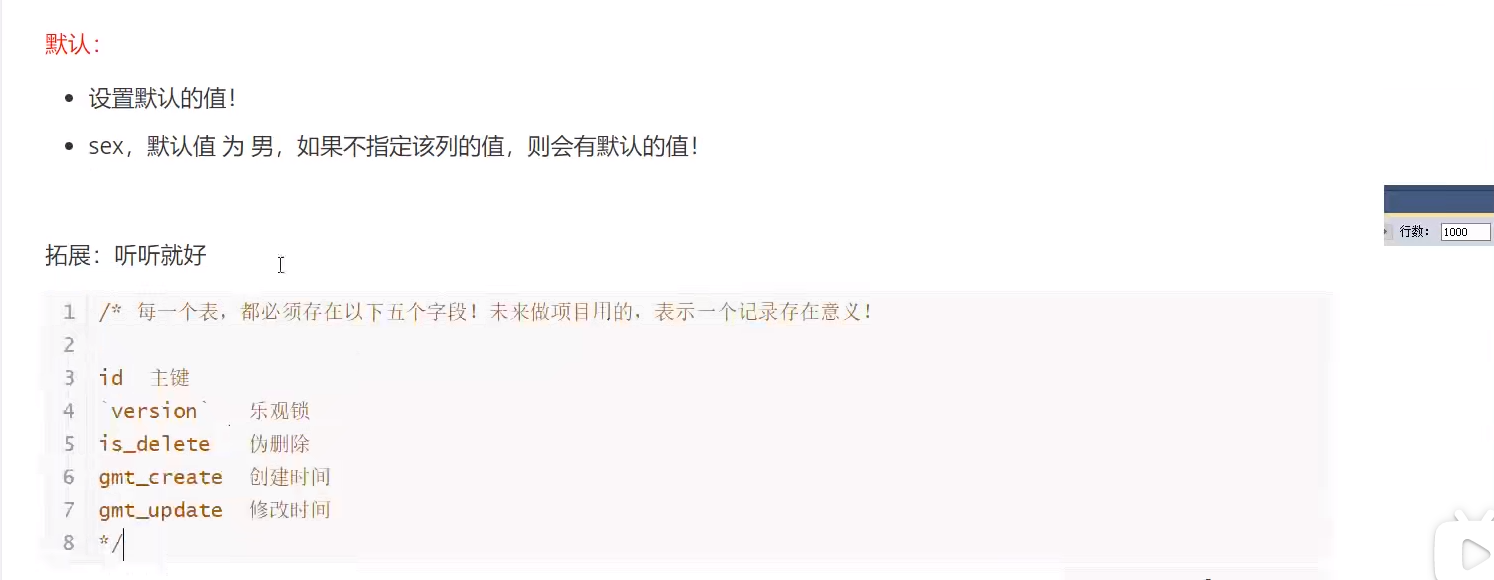 默认：
设置默认的值！
sex，默认值 为 男，如果不指定该列的值，则会有默认的值！
行数： 1000
拓展：听听就好
1 /* 每一个表，都必须存在以下五个字段！未来做项目用的，表示一个记录存在意义！
2
3 id 主键
4 `version` 乐观锁
5 is_delete 伪删除
6 gmt_create 创建时间
7 gmt_update 修改时间
8 */